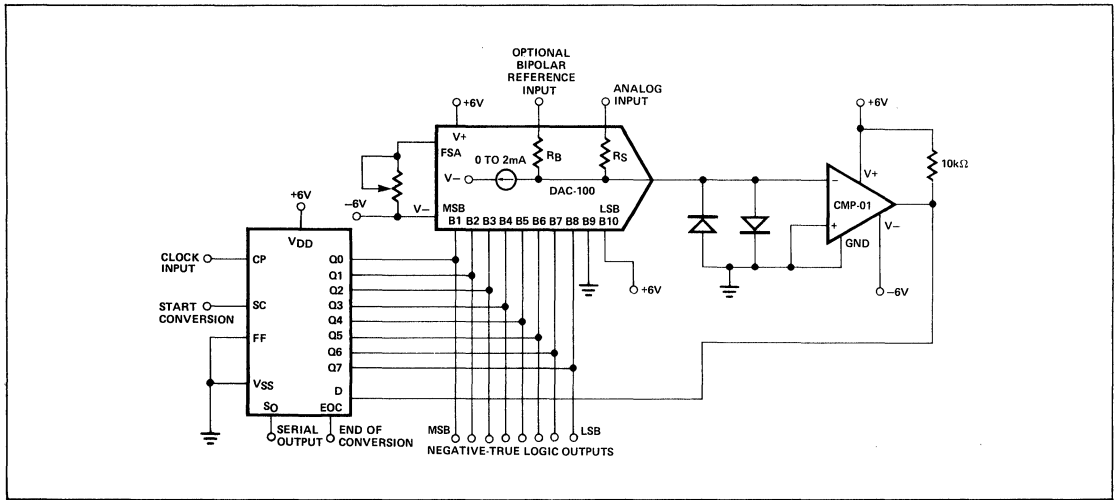 OPTIONAL
BIPOLAR
REFERENCE
INPUT
ANALOG
INPUT
+6V
+6V
V+
FSA
RB
RS
0 TO 2mA
V–
DAC-100
10kΩ
V+
–
CMP-01
+
V–
GND
–6V
–6V
V–
MSB
LSB
B1 B2 B3 B4 B5 B6 B7 B8 B9 B10
+6V
+6V
VDD
CLOCK
INPUT
CP
Q0
Q1
Q2
START
CONVERSION
SC
Q3
Q4
FF
Q5
Q6
Q7
VSS
D
SO
EOC
SERIAL
OUTPUT
END OF
CONVERSION
MSB
LSB
NEGATIVE-TRUE LOGIC OUTPUTS